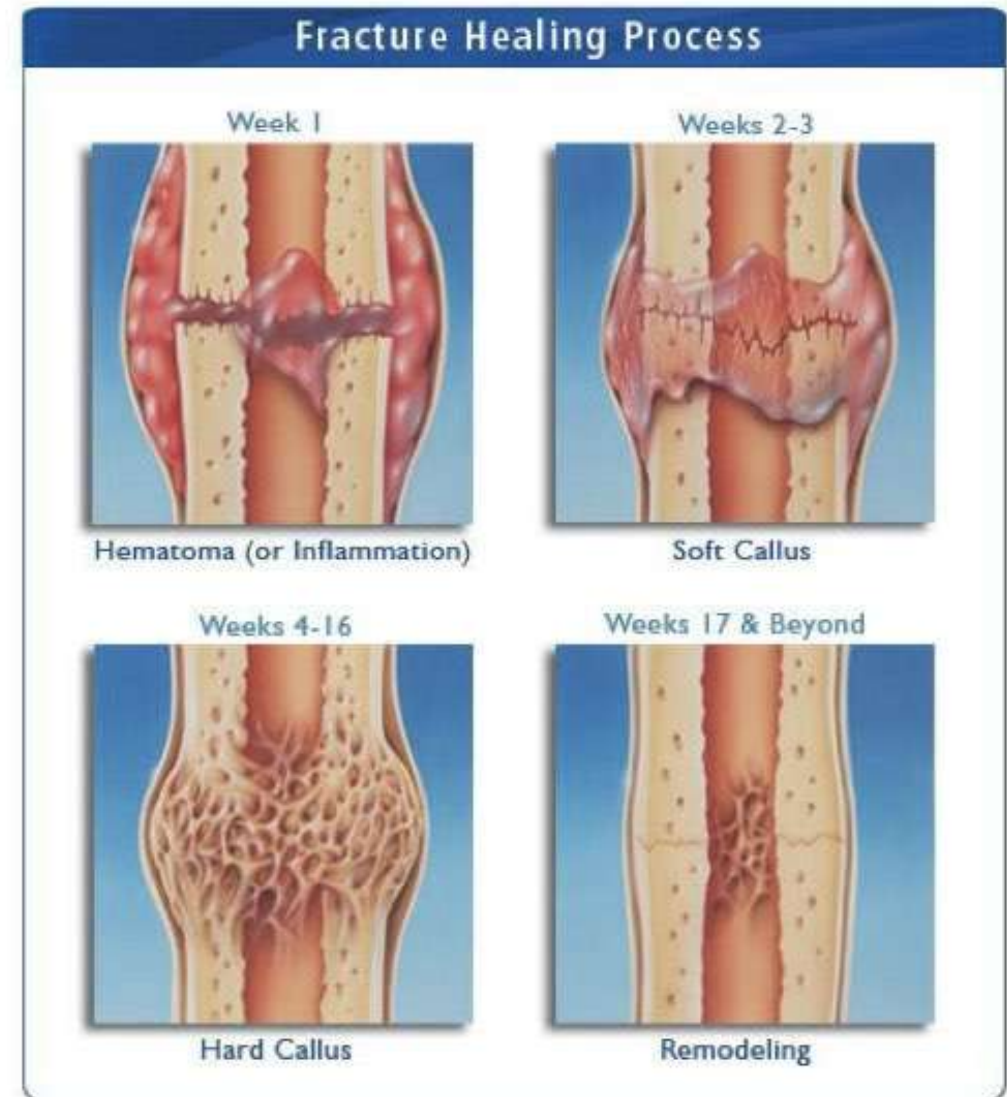 Fracture Healing Process
Week 1
Weeks 2-3
Hematoma (or Inflammation)
Soft Callus
Weeks 4-16
Weeks 17 & Beyond
Hard Callus
Remodeling